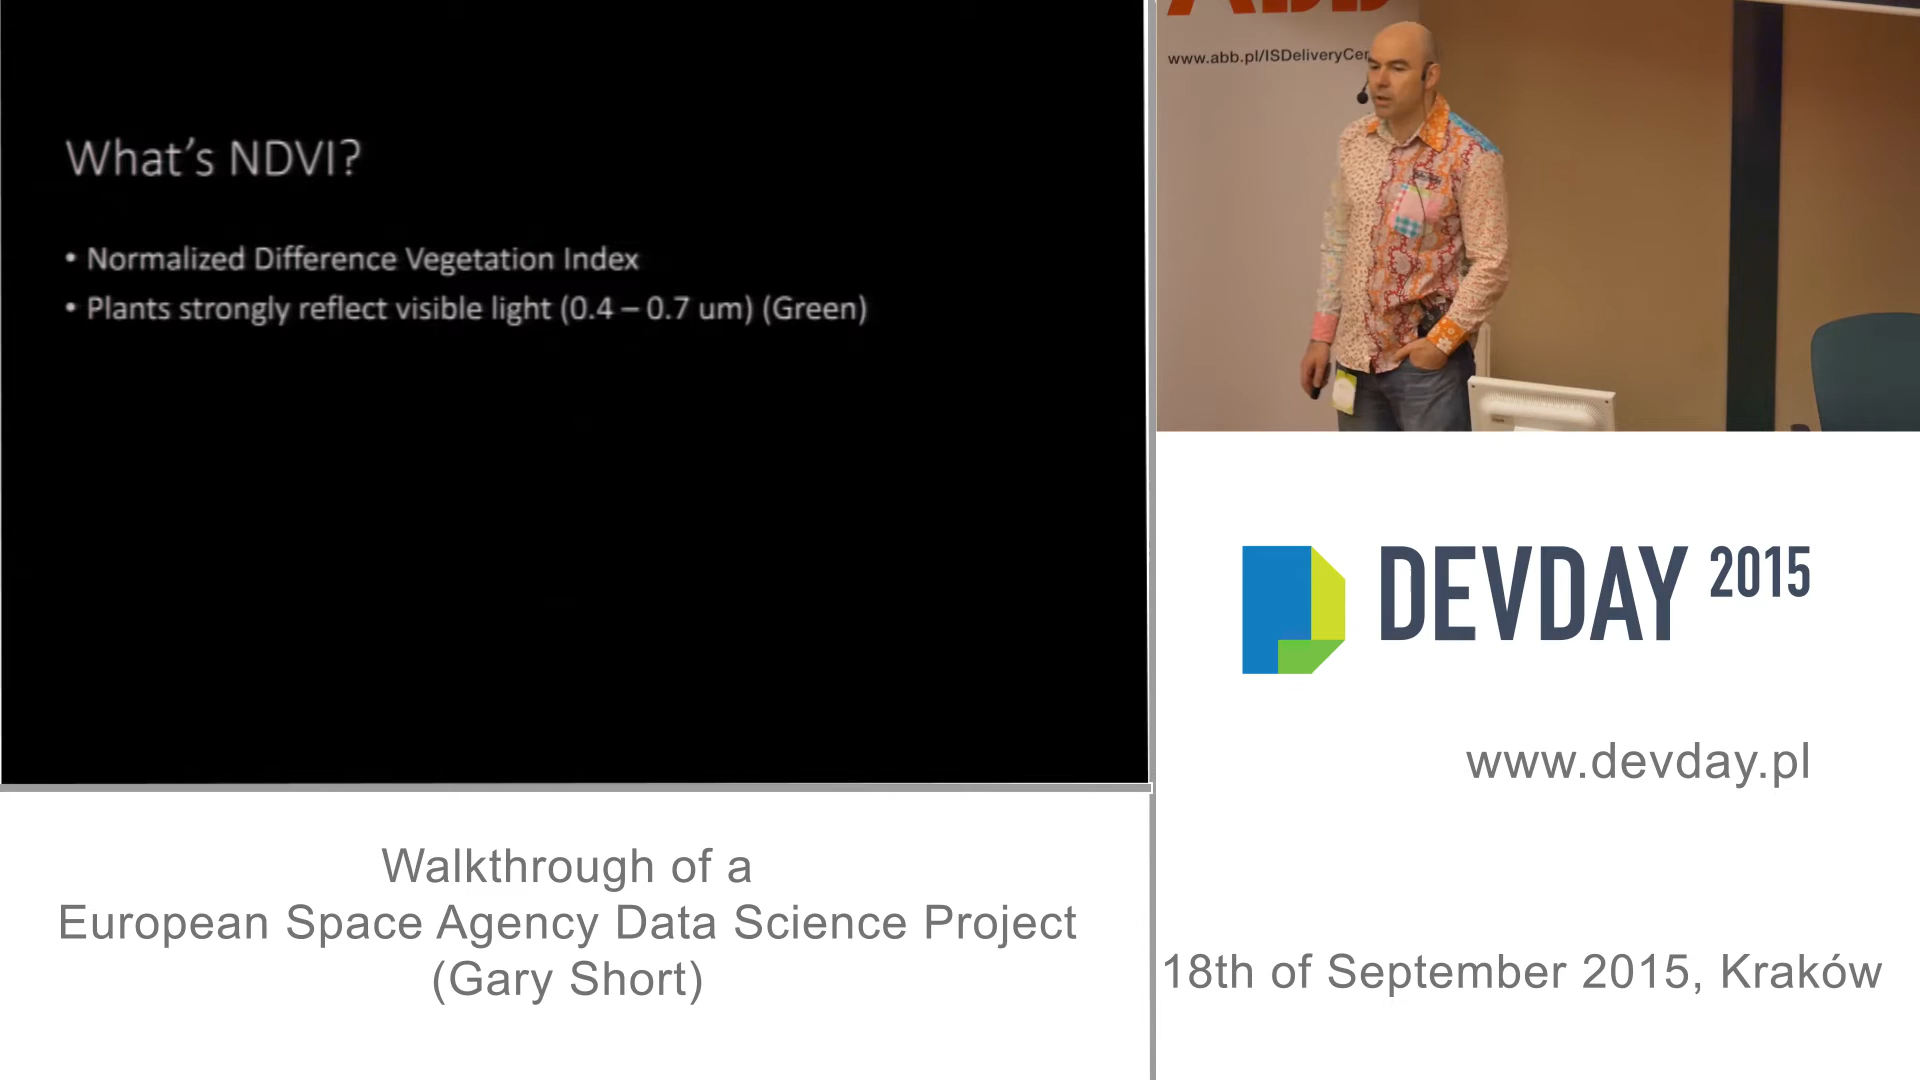 What's NDVI?
• Normalized Difference Vegetation Index
• Plants strongly reflect visible light (0.4 – 0.7 um) (Green)
www.abb.pl/ISDeliveryCen
DEVDAY 2015
www.devday.pl
Walkthrough of a
European Space Agency Data Science Project
(Gary Short)
18th of September 2015, Kraków